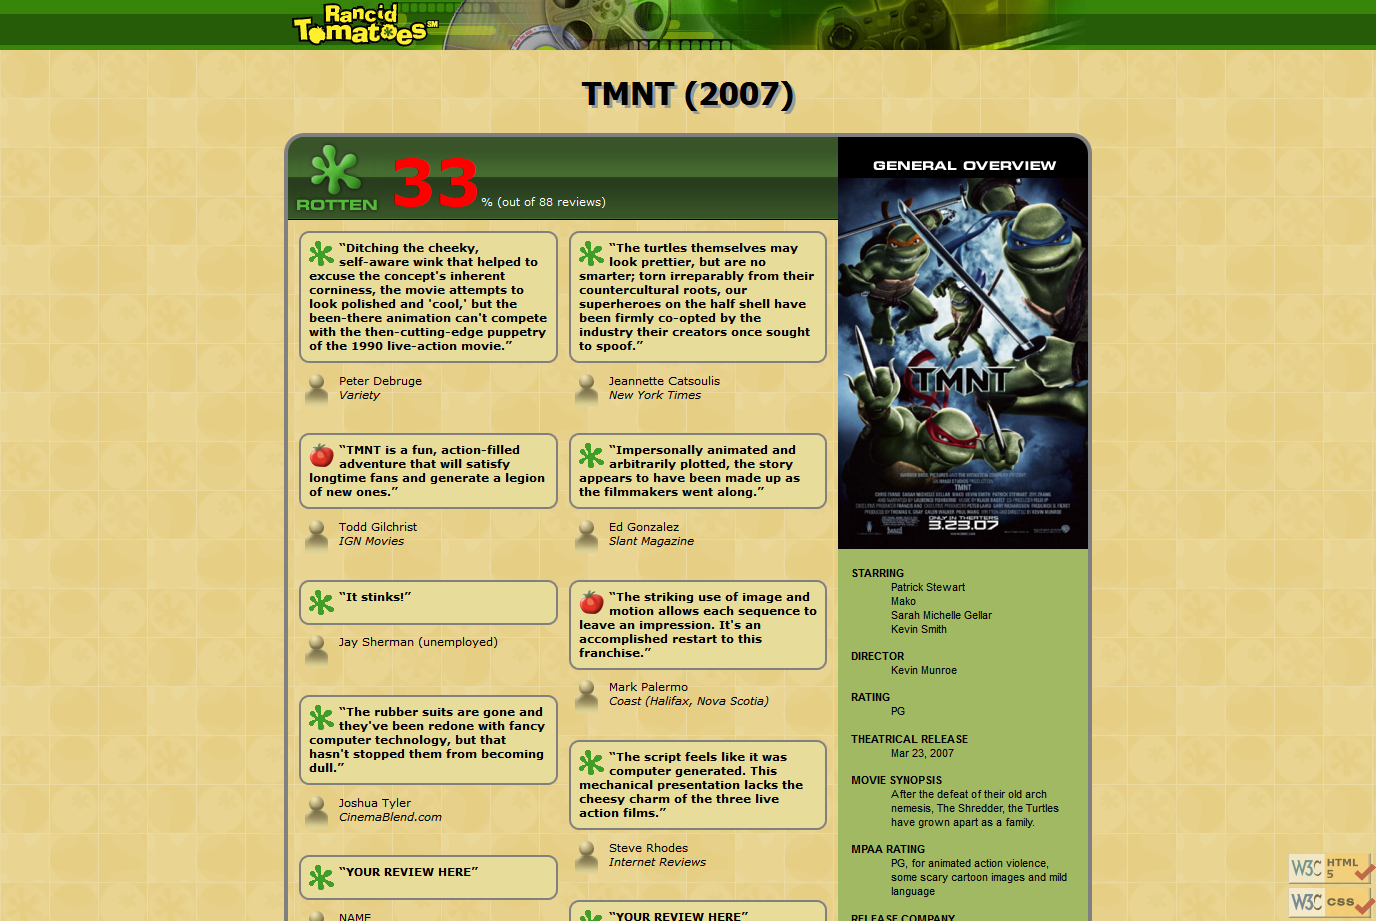 Rancid
Tomatoes SM
TMNT (2007)
ROTTEN
33
% (out of 88 reviews)
“Ditching the cheeky,
self-aware wink that helped to
excuse the concept's inherent
corniness, the movie attempts to
look polished and 'cool,' but the
been-there animation can't compete
with the then-cutting-edge puppetry
of the 1990 live-action movie.”
Peter Debruge
Variety
“TMNT is a fun, action-filled
adventure that will satisfy
longtime fans and generate a legion
of new ones.”
Todd Gilchrist
IGN Movies
“It stinks!”
Jay Sherman (unemployed)
“The rubber suits are gone and
they've been redone with fancy
computer technology, but that
hasn't stopped them from becoming
dull.”
Joshua Tyler
CinemaBlend.com
“YOUR REVIEW HERE”
NAME
“The turtles themselves may
look prettier, but are no
smarter; torn irreparably from their
countercultural roots, our
superheroes on the half shell have
been firmly co-opted by the
industry their creators once sought
to spoof.”
Jeannette Catsoulis
New York Times
“Impersonally animated and
arbitrarily plotted, the story
appears to have been made up as
the filmmakers went along.”
Ed Gonzalez
Slant Magazine
“The striking use of image and
motion allows each sequence to
leave an impression. It's an
accomplished restart to this
franchise.”
Mark Palermo
Coast (Halifax, Nova Scotia)
“The script feels like it was
computer generated. This
mechanical presentation lacks the
cheesy charm of the three live
action films.”
Steve Rhodes
Internet Reviews
“YOUR REVIEW HERE”
GENERAL OVERVIEW
TMNT
TMNT
ONLY IN THEATERS
3.23.07
STARRING
Patrick Stewart
Mako
Sarah Michelle Gellar
Kevin Smith
DIRECTOR
Kevin Munroe
RATING
PG
THEATRICAL RELEASE
Mar 23, 2007
MOVIE SYNOPSIS
After the defeat of their old arch
nemesis, The Shredder, the Turtles
have grown apart as a family.
MPAA RATING
PG, for animated action violence,
some scary cartoon images and mild
language
RELEASE COMPANY
W3C HTML
5
W3C CSS